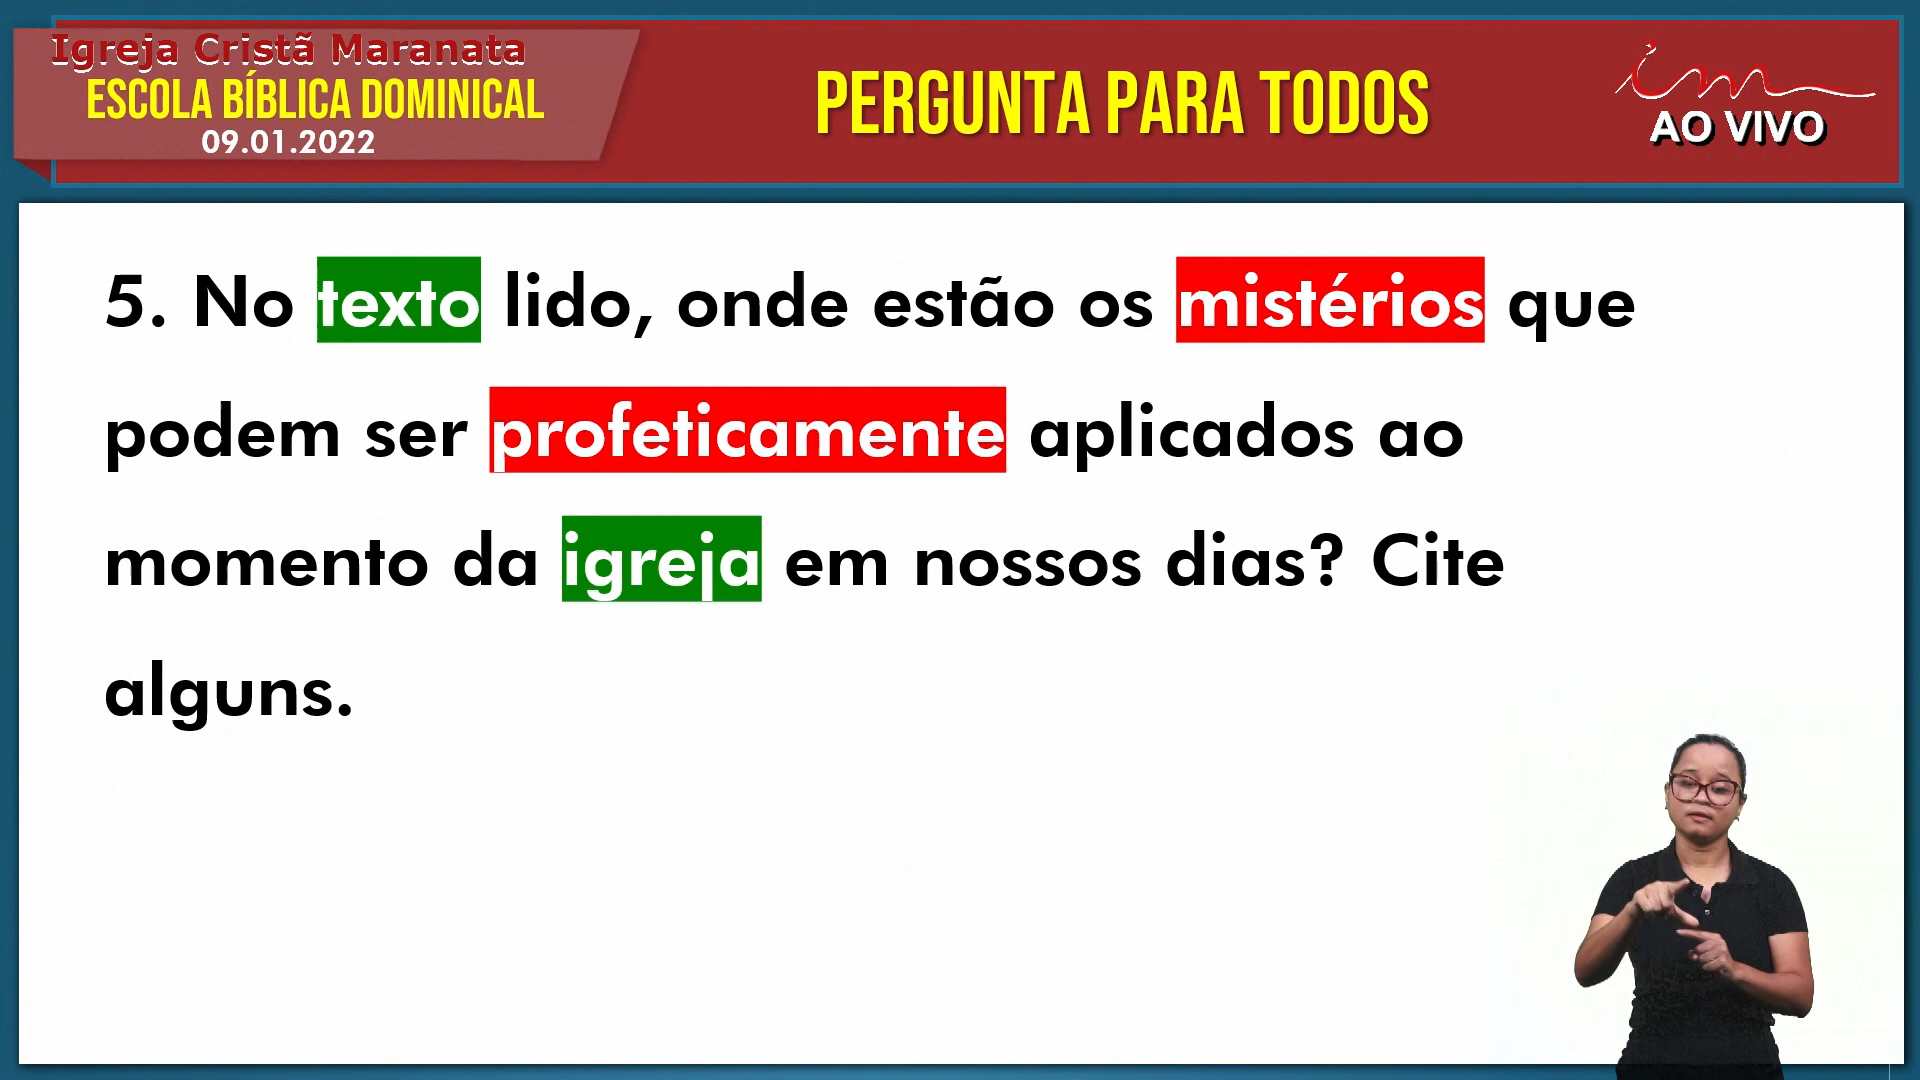 Igreja Cristã Maranata
ESCOLA BÍBLICA DOMINICAL
09.01.2022
PERGUNTA PARA TODOS
im
AO VIVO
5. No texto lido, onde estão os mistérios que
podem ser profeticamente aplicados ao
momento da igreja em nossos dias? Cite
alguns.